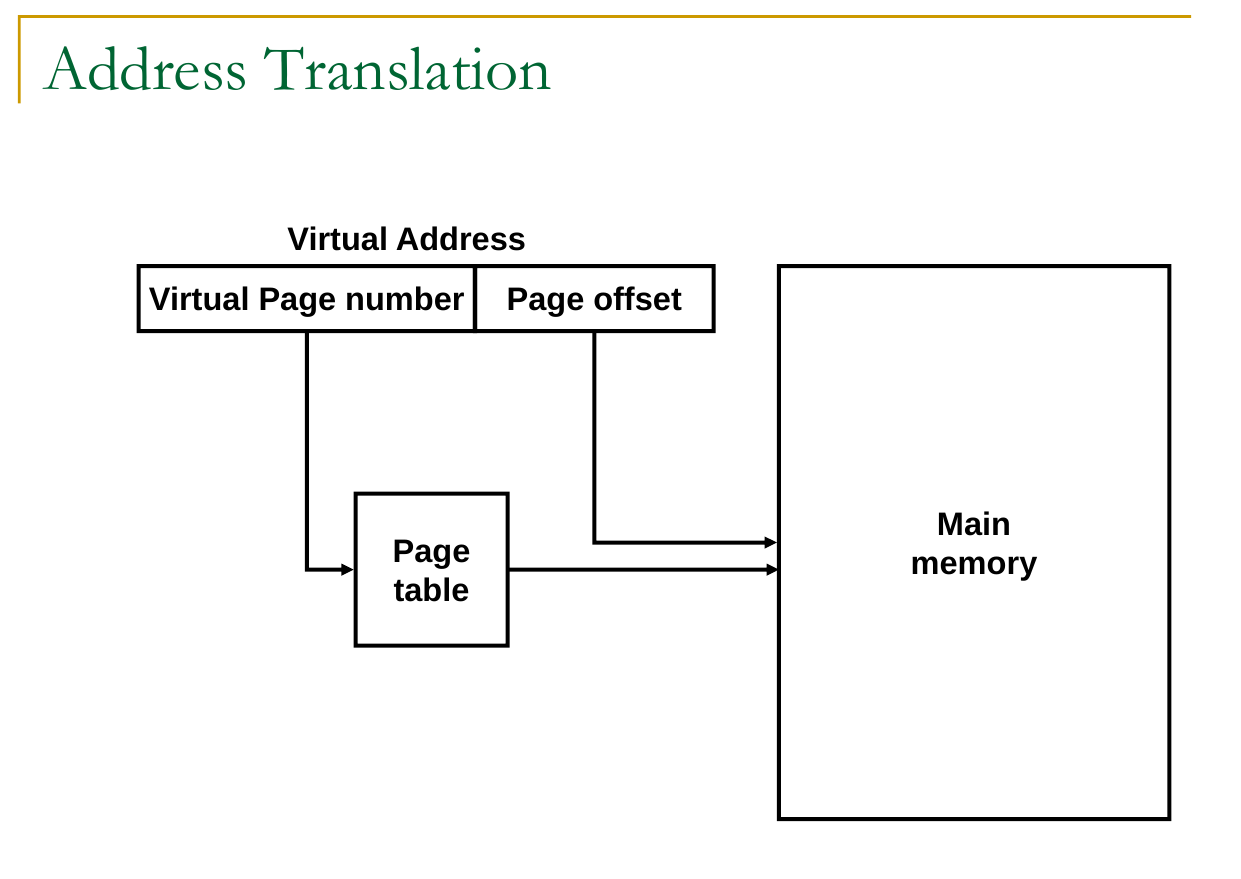 Address Translation
Virtual Address
Virtual Page number
Page offset
Page
table
Main
memory